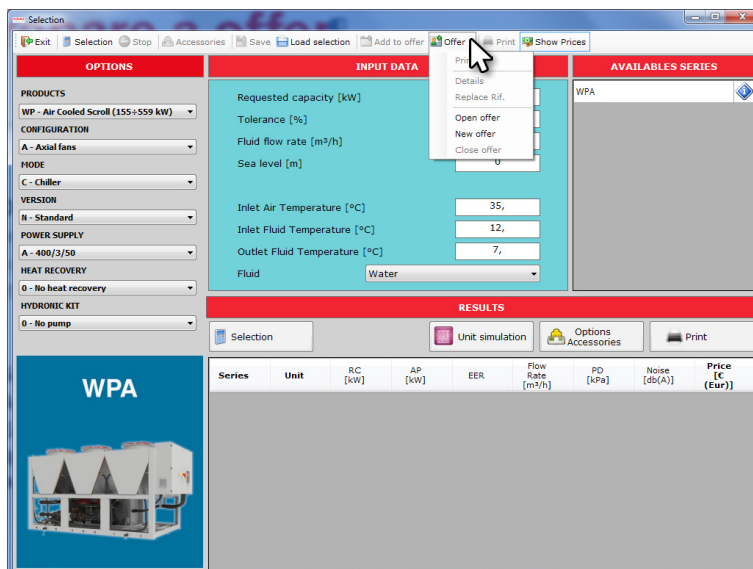 Selection
Exit Selection Stop Accessories Save Load selection Add to offer Offer Print Show Prices
OPTIONS
INPUT DATA
AVAILABLES SERIES
PRODUCTS
WP - Air Cooled Scroll (155÷559 kW)
CONFIGURATION
A - Axial fans
MODE
C - Chiller
VERSION
N - Standard
POWER SUPPLY
A - 400/3/50
HEAT RECOVERY
0 - No heat recovery
HYDRONIC KIT
0 - No pump
Requested capacity [kW]
Tolerance [%]
Fluid flow rate [m³/h]
Sea level [m] 0
Inlet Air Temperature [°C] 35,
Inlet Fluid Temperature [°C] 12,
Outlet Fluid Temperature [°C] 7,
Fluid Water
Details
Replace Rif.
Open offer
New offer
Close offer
WPA
RESULTS
Selection Unit simulation Options Accessories Print
Series Unit RC [kW] AP [kW] EER Flow Rate [m³/h] PD [kPa] Noise [db(A)] Price [€ (Eur)]
WPA